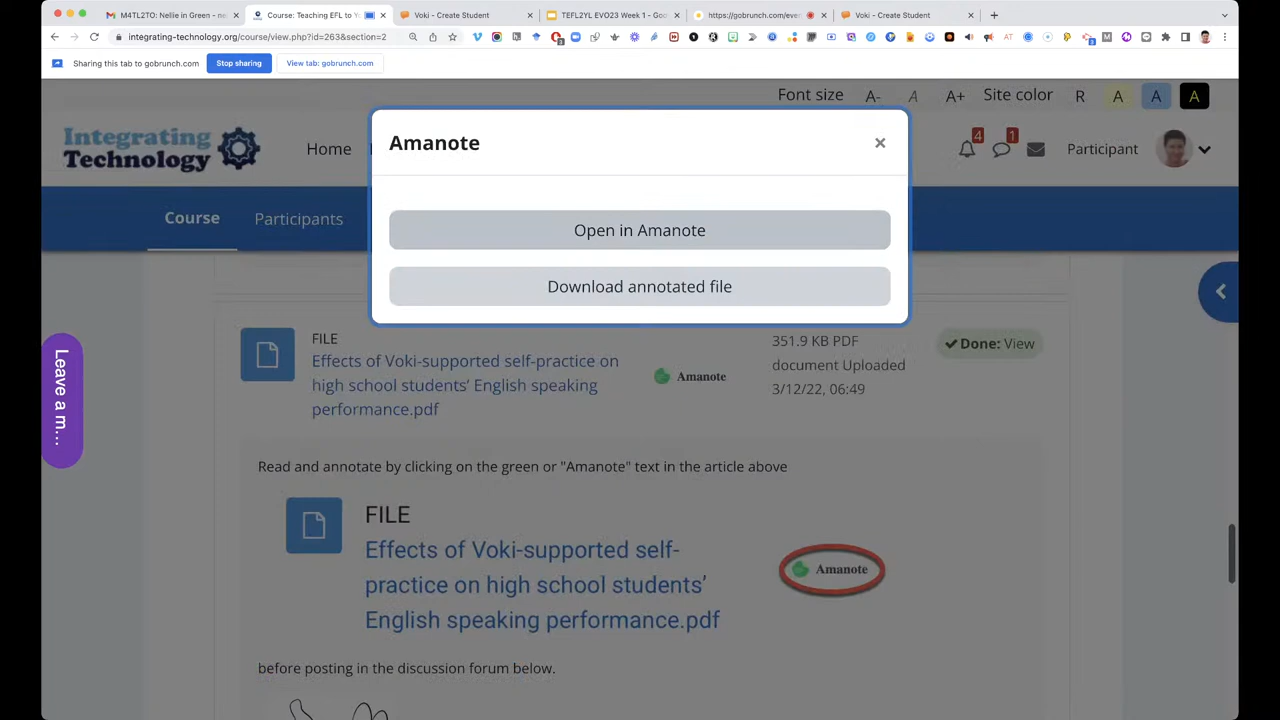 M4TL2TO: Nellie in Green - ne
Course: Teaching EFL to Y
Voki - Create Student
TEFL2YL EVO23 Week 1 - Goo
https://gobrunch.com/ever
Voki - Create Student
integrating-technology.org/course/view.php?id=263&section=2
Sharing this tab to gobrunch.com
Stop sharing
View tab: gobrunch.com
Font size A- A A+ Site color R A A A
Integrating
Technology
Home
4
1
Participant
Amanote
×
Open in Amanote
Download annotated file
Course
Participants
Leave a m...
FILE
Effects of Voki-supported self-practice on
high school students' English speaking
performance.pdf
Amanote
351.9 KB PDF
document Uploaded
3/12/22, 06:49
Done: View
Read and annotate by clicking on the green or "Amanote" text in the article above
FILE
Effects of Voki-supported self-
practice on high school students'
English speaking performance.pdf
Amanote
before posting in the discussion forum below.